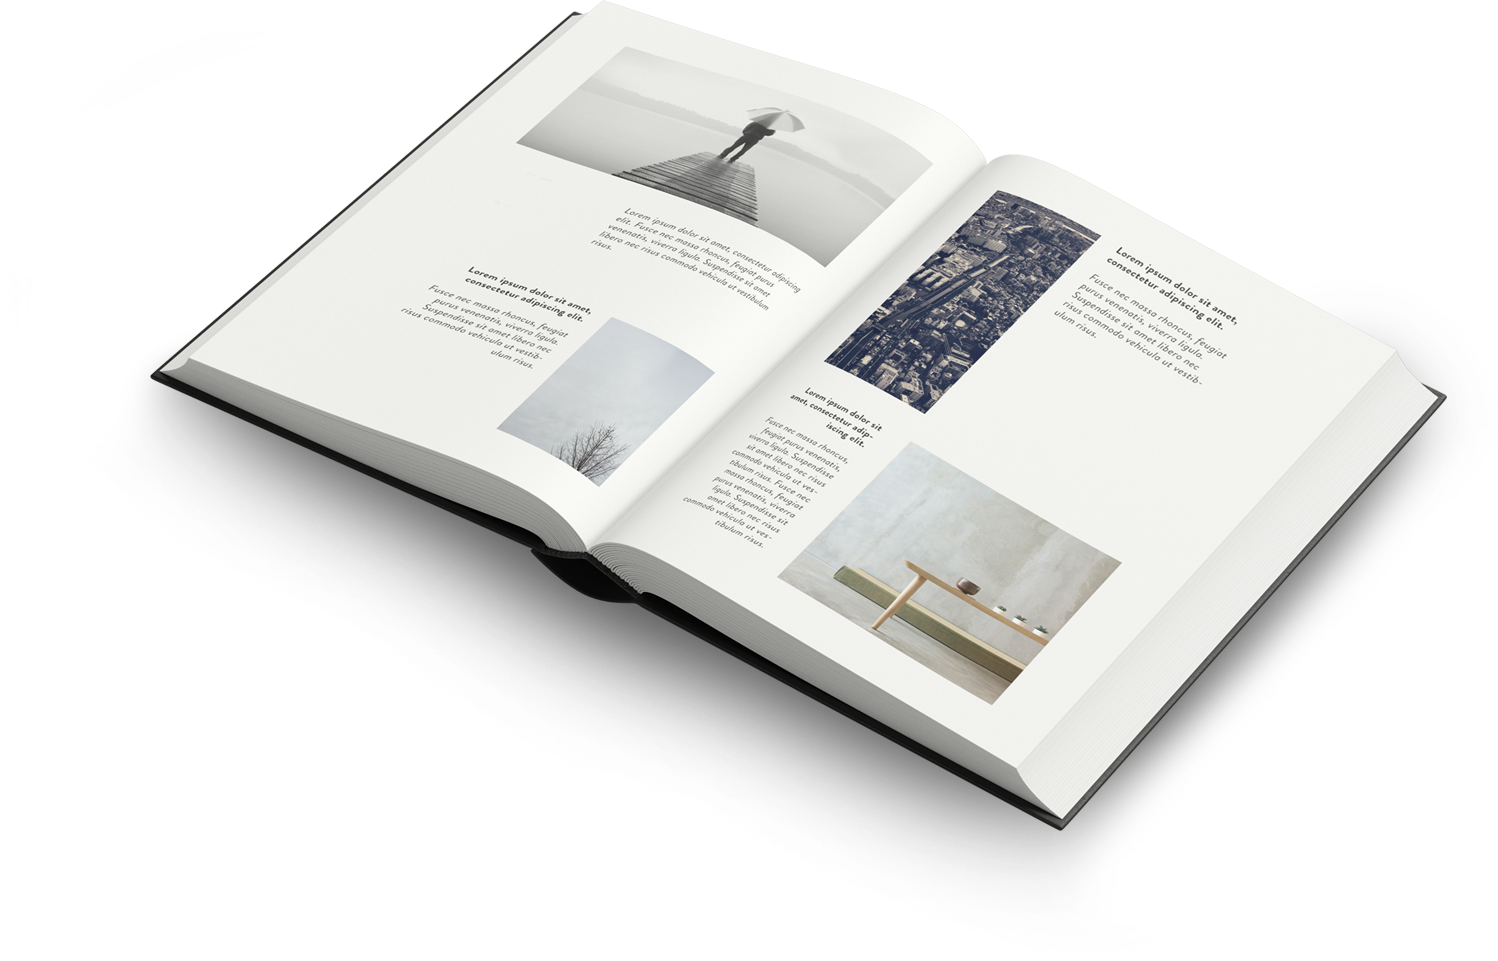 Lorem ipsum dolor sit amet, consectetur adipiscing
elit. Fusce nec massa rhoncus, feugiat purus
venenatis, viverra ligula. Suspendisse sit amet
libero nec risus commodo vehicula ut vestibulum
risus.
Lorem ipsum dolor sit amet,
consectetur adipiscing elit.
Fusce nec massa rhoncus, feugiat
purus venenatis, viverra ligula.
Suspendisse sit amet libero nec
risus commodo vehicula ut vestib-
ulum risus.
Lorem ipsum dolor sit amet,
consectetur adipiscing elit.
Fusce nec massa rhoncus, feugiat
purus venenatis, viverra ligula.
Suspendisse sit amet libero nec
risus commodo vehicula ut vestib-
ulum risus.
Lorem ipsum dolor sit
amet, consectetur adip-
iscing elit.
Fusce nec massa rhoncus,
feugiat purus venenatis,
viverra ligula. Suspendisse
sit amet libero nec risus
commodo vehicula ut ves-
tibulum risus. Fusce nec
massa rhoncus, feugiat
purus venenatis, viverra
ligula. Suspendisse sit
amet libero nec risus
commodo vehicula ut ves-
tibulum risus.